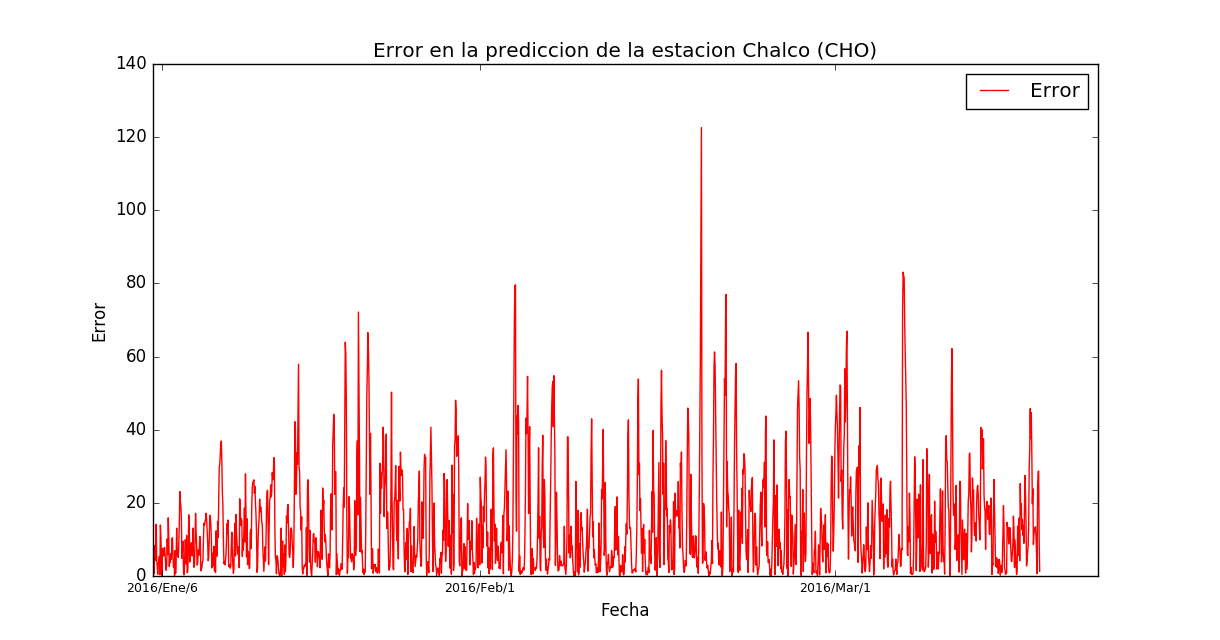 Error en la prediccion de la estacion Chalco (CHO)
140
120
100
80
60
40
20
0
Error
Error
2016/Ene/6
2016/Feb/1
2016/Mar/1
Fecha